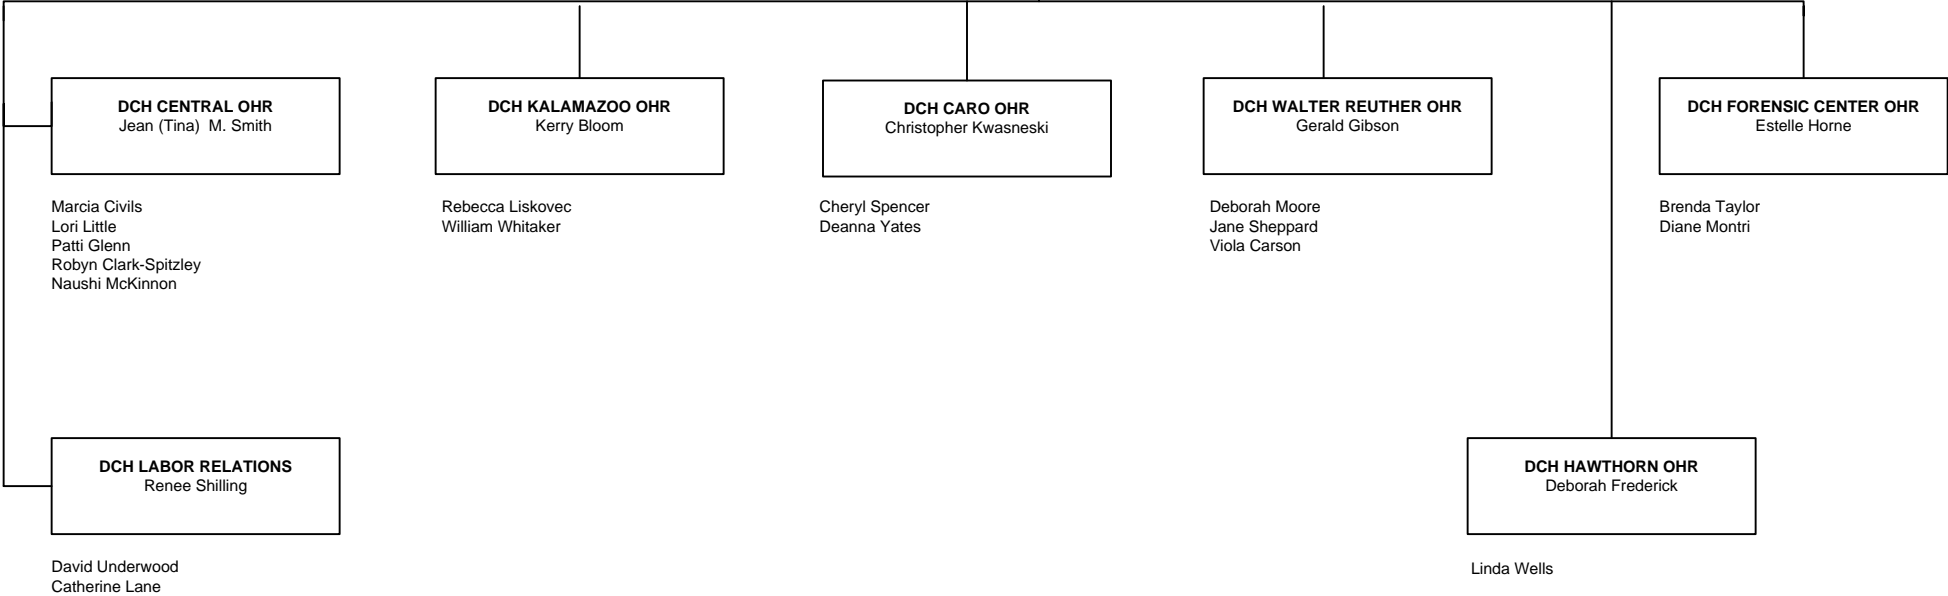 DCH CENTRAL OHR
Jean (Tina)  M. Smith
Marcia Civils
Lori Little
Patti Glenn
Robyn Clark-Spitzley
Naushi McKinnon
DCH KALAMAZOO OHR
Kerry Bloom
Rebecca Liskovec
William Whitaker
DCH CARO OHR
Christopher Kwasneski
Cheryl Spencer
Deanna Yates
DCH WALTER REUTHER OHR
Gerald Gibson
Deborah Moore
Jane Sheppard
Viola Carson
DCH FORENSIC CENTER OHR
Estelle Horne
Brenda Taylor
Diane Montri
DCH LABOR RELATIONS
Renee Shilling
David Underwood
Catherine Lane
DCH HAWTHORN OHR
Deborah Frederick
Linda Wells